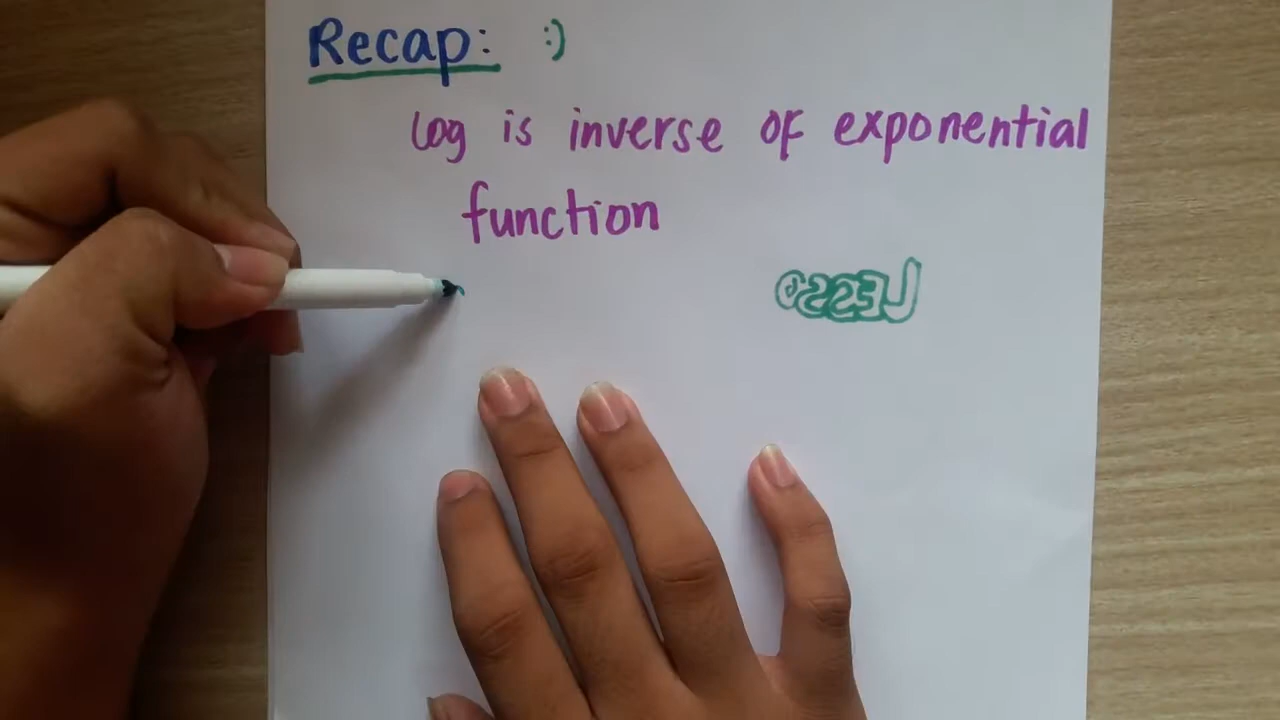 Recap: :)
log is inverse of exponential
function